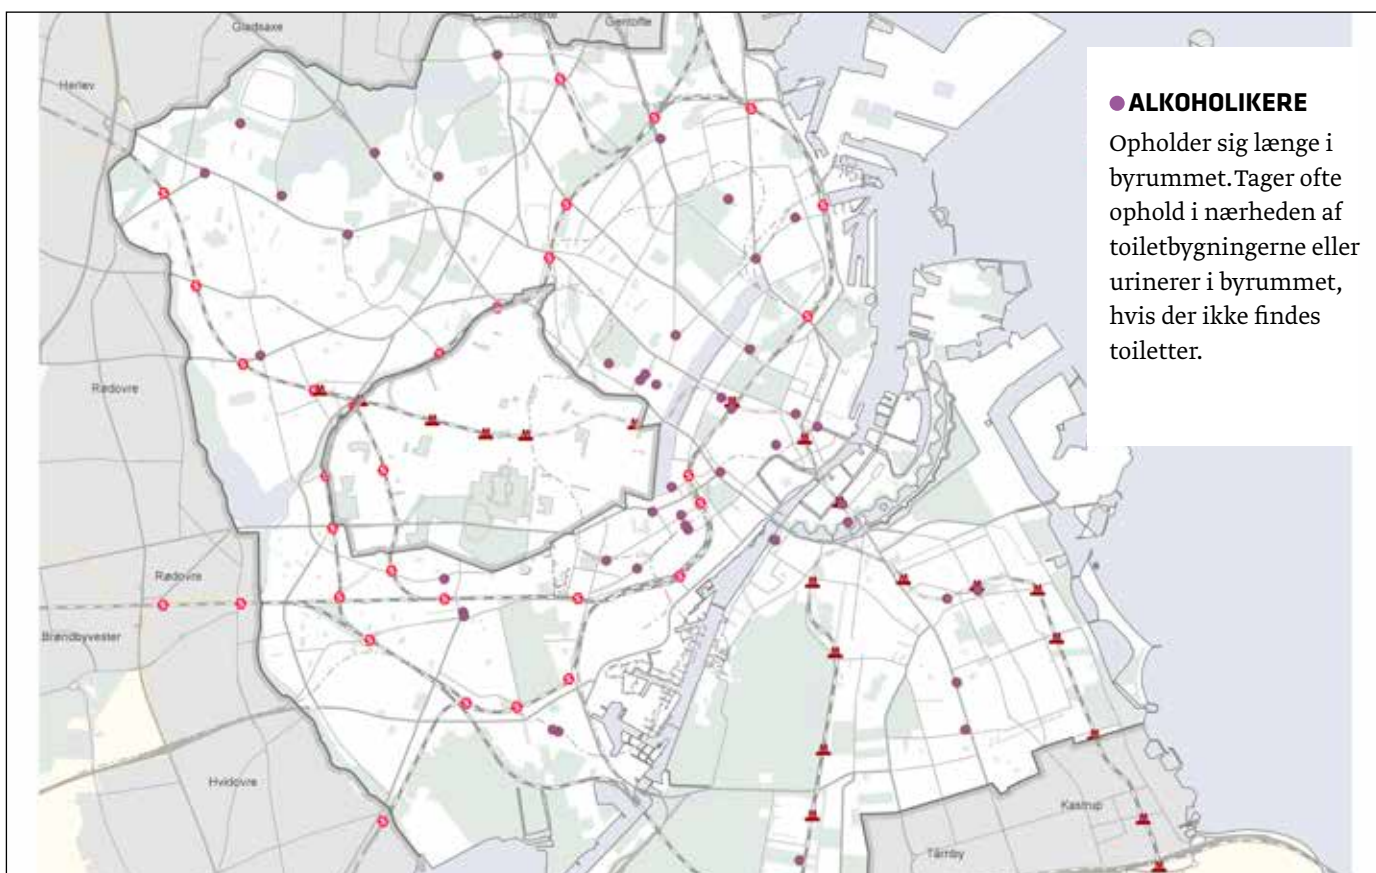 Gladsaxe
Gentofte
Herlev
ALKOHOLIKERE
Opholder sig længe i
byrummet. Tager ofte
ophold i nærheden af
toiletbygningerne eller
urinerer i byrummet,
hvis der ikke findes
toiletter.
Rødovre
Rødovre
Brøndbyvester
Hvidovre
Kastrup
Tårnby